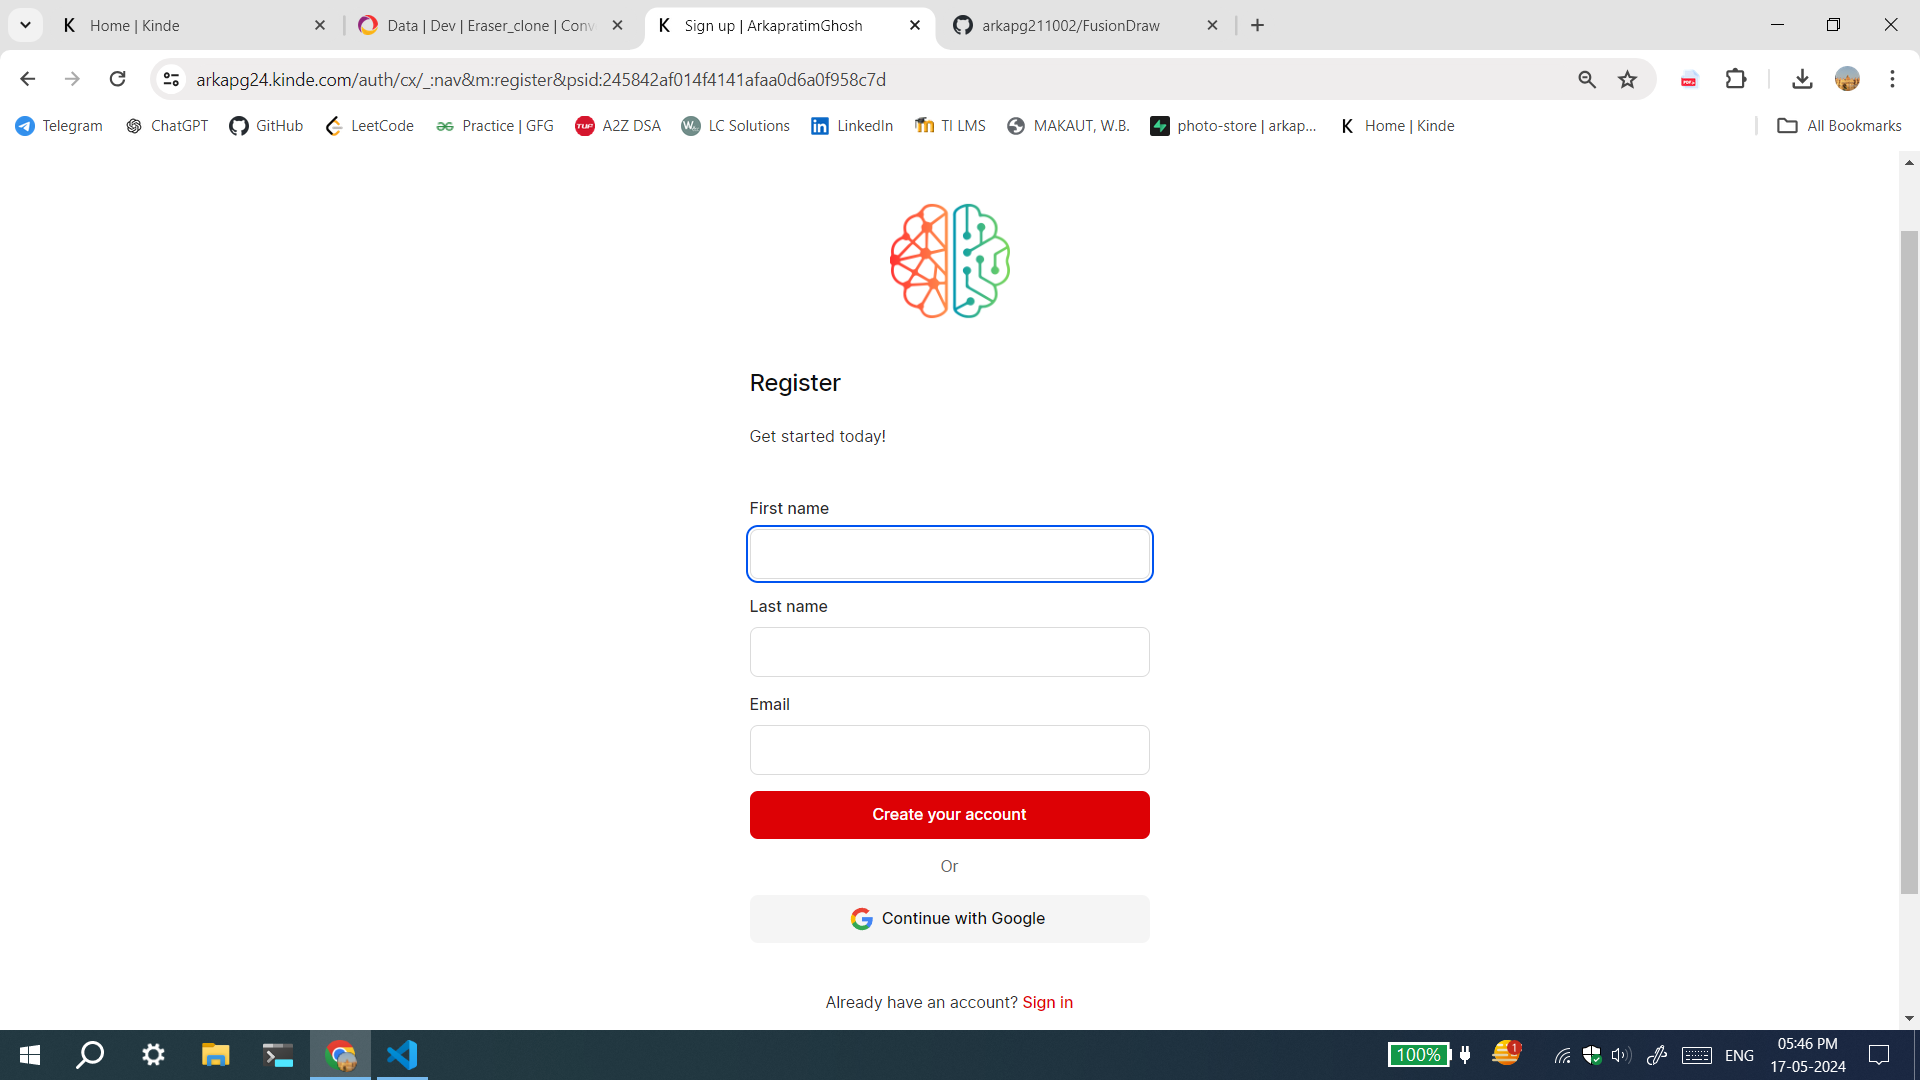 Home | Kinde
Data | Dev | Eraser_clone | Conv
Sign up | ArkapratimGhosh
arkapg211002/FusionDraw
arkapg24.kinde.com/auth/cx/_:nav&m:register&psid:245842af014f4141afaa0d6a0f958c7d
Telegram
ChatGPT
GitHub
LeetCode
Practice | GFG
A2Z DSA
LC Solutions
LinkedIn
TI LMS
MAKAUT, W.B.
photo-store | arkap...
Home | Kinde
All Bookmarks
Register
Get started today!
First name
Last name
Email
Create your account
Or
Continue with Google
Already have an account? Sign in
100%
1
ENG
05:46 PM
17-05-2024